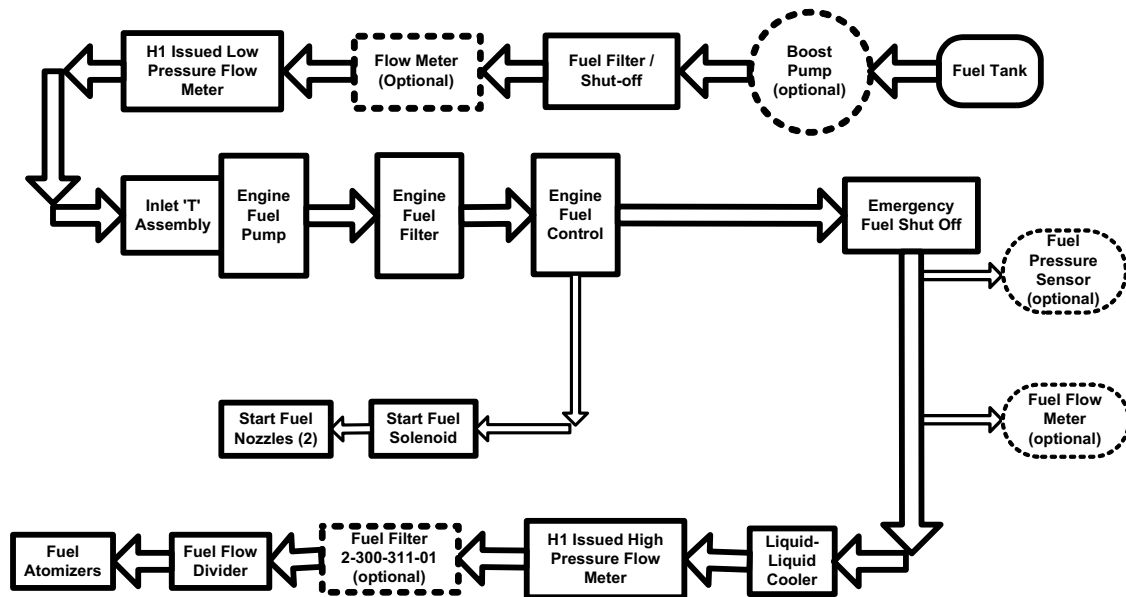 H1 Issued Low
Pressure Flow
Meter
Flow Meter
(Optional)
Fuel Filter /
Shut-off
Boost
Pump
(optional)
Fuel Tank
Inlet 'T'
Assembly
Engine
Fuel
Pump
Engine
Fuel
Filter
Engine
Fuel
Control
Emergency
Fuel Shut Off
Fuel
Pressure
Sensor
(optional)
Start Fuel
Nozzles (2)
Start Fuel
Solenoid
Fuel Flow
Meter
(optional)
Fuel
Atomizers
Fuel Flow
Divider
Fuel Filter
2-300-311-01
(optional)
H1 Issued High
Pressure Flow
Meter
Liquid-
Liquid
Cooler